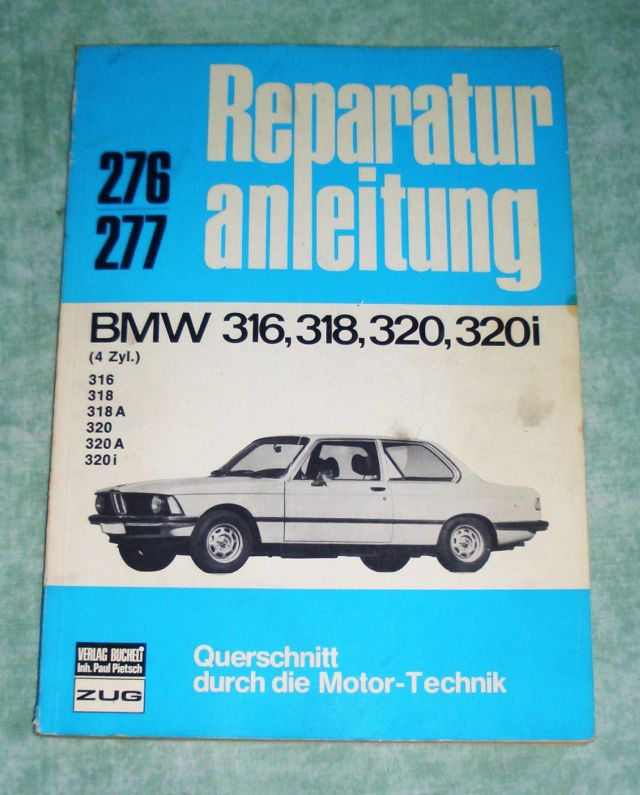 Reparatur
anleitung
276
277
BMW 316, 318, 320, 320i
(4 Zyl.)
316
318
318 A
320
320 A
320 i
VERLAG BUCHELI
Inh. Paul Pietsch
ZUG
Querschnitt
durch die Motor-Technik